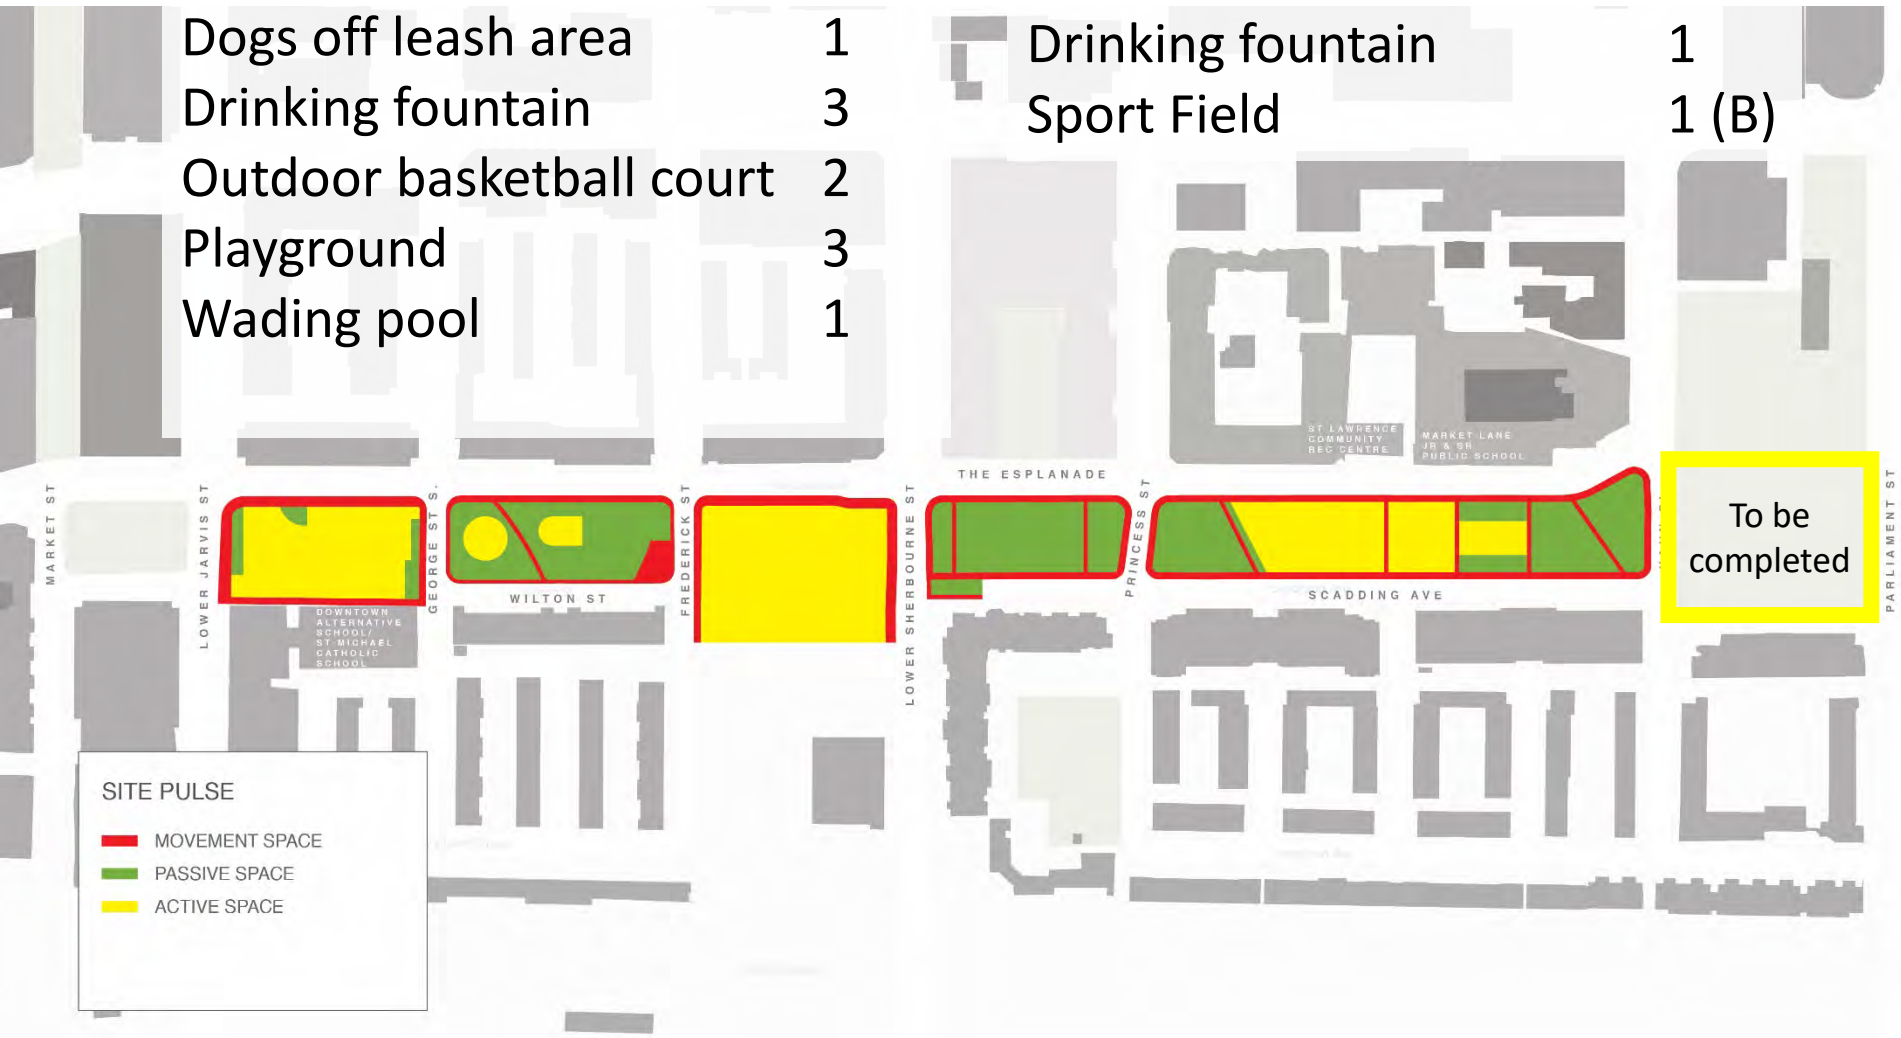 Dogs off leash area 1
Drinking fountain 3
Outdoor basketball court 2
Playground 3
Wading pool 1
Drinking fountain 1
Sport Field 1 (B)
ST LAWRENCE
COMMUNITY
REC CENTRE
MARKET LANE
JR & SR
PUBLIC SCHOOL
THE ESPLANADE
MARKET ST
LOWER JARVIS ST
GEORGE ST S.
FREDERICK ST
LOWER SHERBOURNE ST
PRINCESS ST
PARLIAMENT ST
To be
completed
WILTON ST
SCADDING AVE
DOWNTOWN
ALTERNATIVE
SCHOOL/
ST MICHAEL
CATHOLIC
SCHOOL
SITE PULSE
MOVEMENT SPACE
PASSIVE SPACE
ACTIVE SPACE